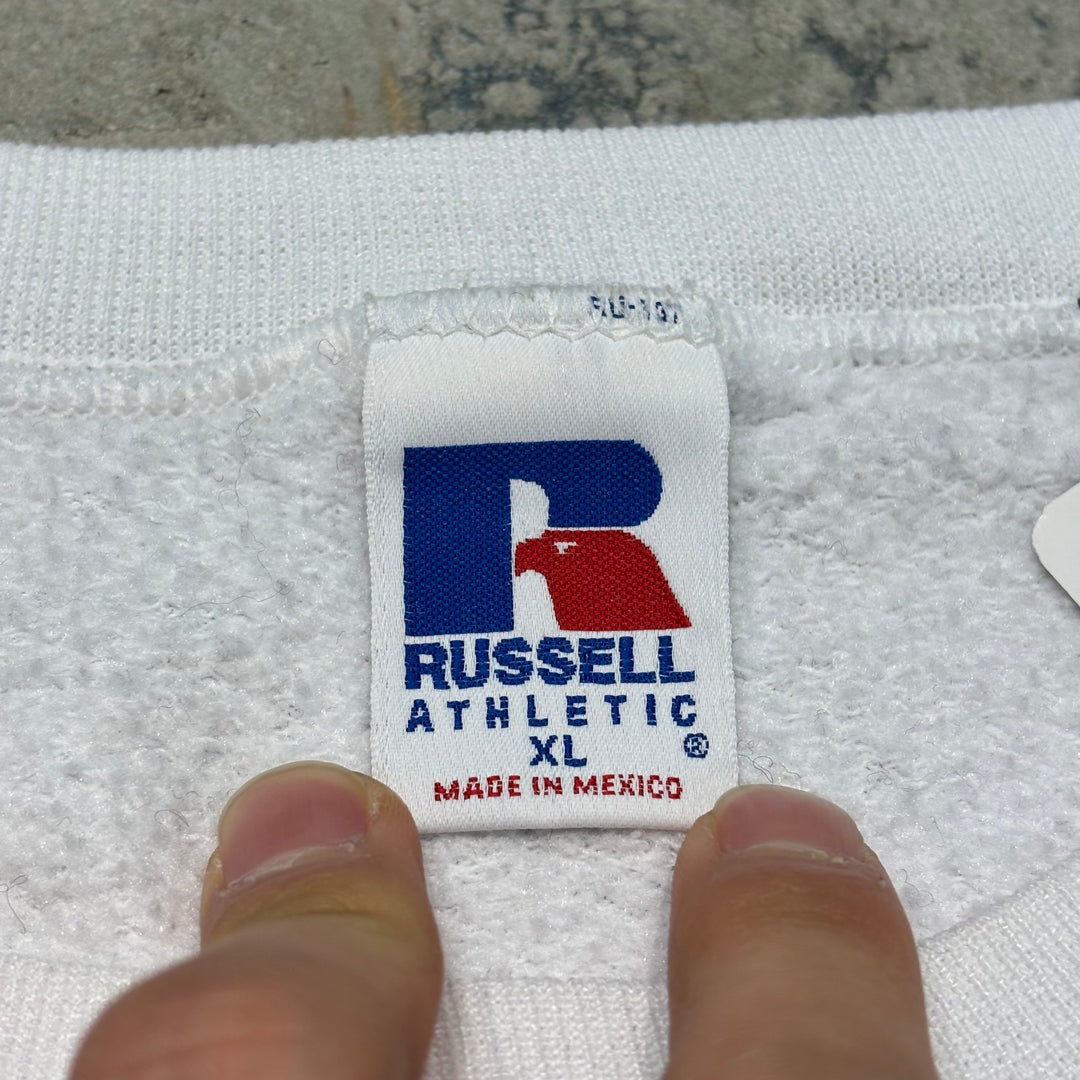 RUSSELL
ATHLETIC
XL ®
MADE IN MEXICO